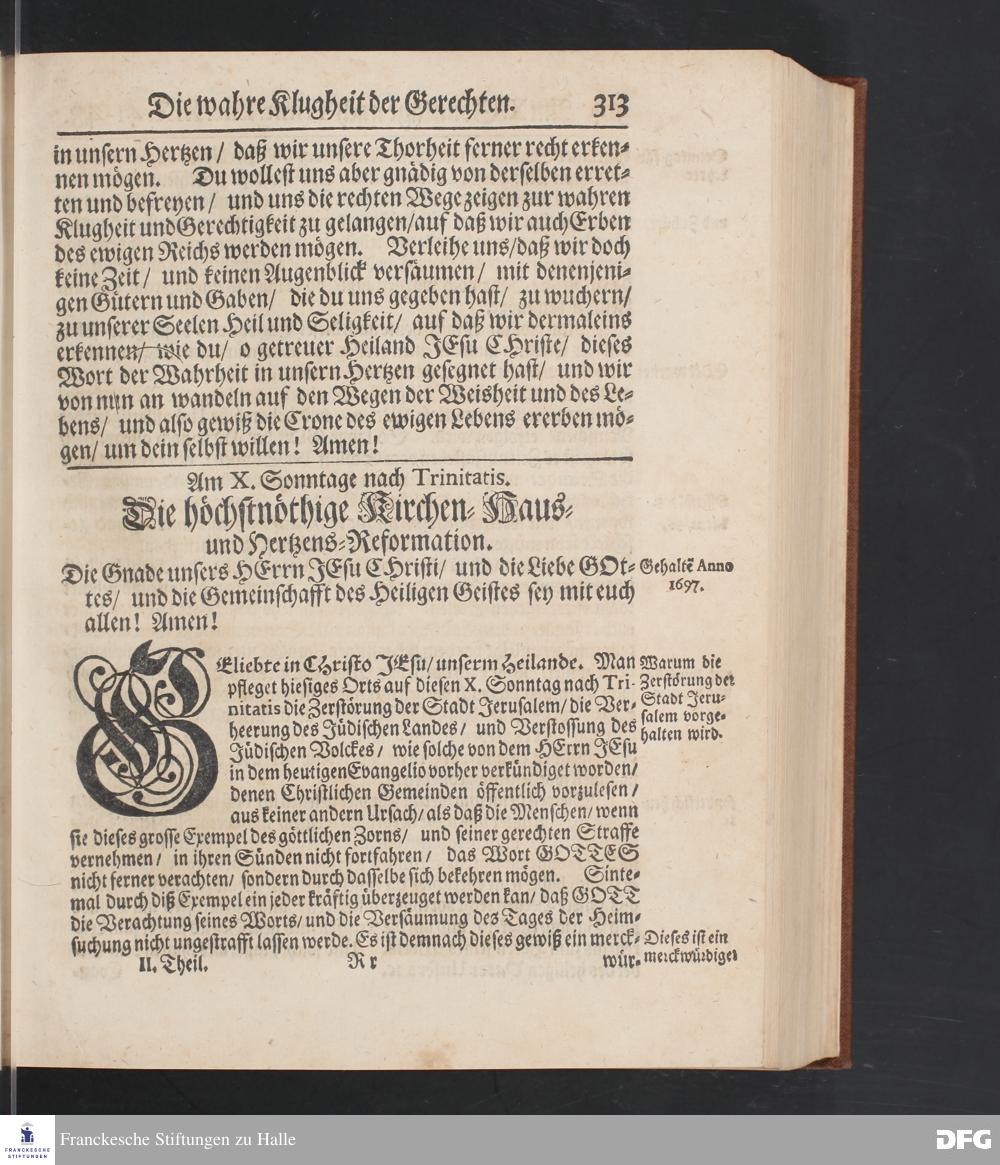 Die wahre Klugheit der Gerechten. 313
in unsern Hertzen / daß wir unsere Thorheit ferner recht erken-
nen mögen. Du wollest uns aber gnädig von derselben erret-
ten und befreyen / und uns die rechten Wege zeigen zur wahren
Klugheit und Gerechtigkeit zu gelangen/auf daß wir auch Erben
des ewigen Reichs werden mögen. Verleihe uns/daß wir doch
keine Zeit / und keinen Augenblick versäumen / mit denenjeni-
gen Gütern und Gaben / die du uns gegeben hast / zu wuchern/
zu unserer Seelen Heil und Seligkeit/ auf daß wir dermaleins
erkennen/ wie du / o getreuer Heiland JEsu CHriste / dieses
Wort der Wahrheit in unsern Hertzen gesegnet hast/ und wir
von nun an wandeln auf den Wegen der Weisheit und des Le-
bens / und also gewiß die Crone des ewigen Lebens ererben mö-
gen/ um dein selbst willen! Amen!
Am X. Sonntage nach Trinitatis.
Die höchstnöthige Kirchen- Haus-
und Hertzens-Reformation.
Die Gnade unsers HErrn JEsu CHristi / und die Liebe GOt-
tes / und die Gemeinschafft des Heiligen Geistes sey mit euch
allen! Amen!
Gehaltẽ Anno
1697.
GEliebte in CHristo JEsu / unserm Heilande. Man
pfleget hiesiges Orts auf diesen X. Sonntag nach Tri-
nitatis die Zerstörung der Stadt Jerusalem/ die Ver-
heerung des Jüdischen Landes / und Verstossung des
Jüdischen Volckes / wie solche von dem HErrn JEsu
in dem heutigen Evangelio vorher verkündiget worden/
denen Christlichen Gemeinden öffentlich vorzulesen /
aus keiner andern Ursach/ als daß die Menschen / wenn
sie dieses grosse Exempel des göttlichen Zorns / und seiner gerechten Straffe
vernehmen / in ihren Sünden nicht fortfahren / das Wort GOTTES
nicht ferner verachten / sondern durch dasselbe sich bekehren mögen. Sinte-
mal durch diß Exempel ein jeder kräftig überzeuget werden kan / daß GOTT
die Verachtung seines Worts / und die Versäumung des Tages der Heim-
suchung nicht ungestrafft lassen werde. Es ist demnach dieses gewiß ein merck-
Warum die
Zerstörung der
Stadt Jeru-
salem vorge-
halten wird.
Dieses ist ein
merckwürdiges
II. Theil. R r wür-
Franckesche Stiftungen zu Halle
FRANCKESCHE
STIFTUNGEN
DFG